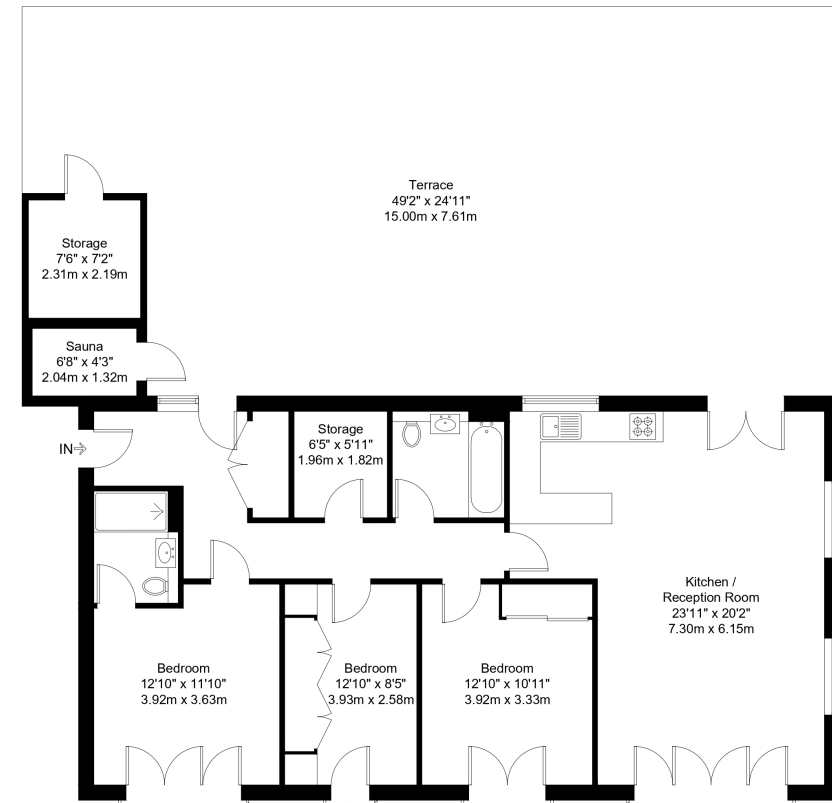 Terrace
49'2" x 24'11"
15.00m x 7.61m
Storage
7'6" x 7'2"
2.31m x 2.19m
Sauna
6'8" x 4'3"
2.04m x 1.32m
IN
Storage
6'5" x 5'11"
1.96m x 1.82m
Kitchen /
Reception Room
23'11" x 20'2"
7.30m x 6.15m
Bedroom
12'10" x 11'10"
3.92m x 3.63m
Bedroom
12'10" x 8'5"
3.93m x 2.58m
Bedroom
12'10" x 10'11"
3.92m x 3.33m